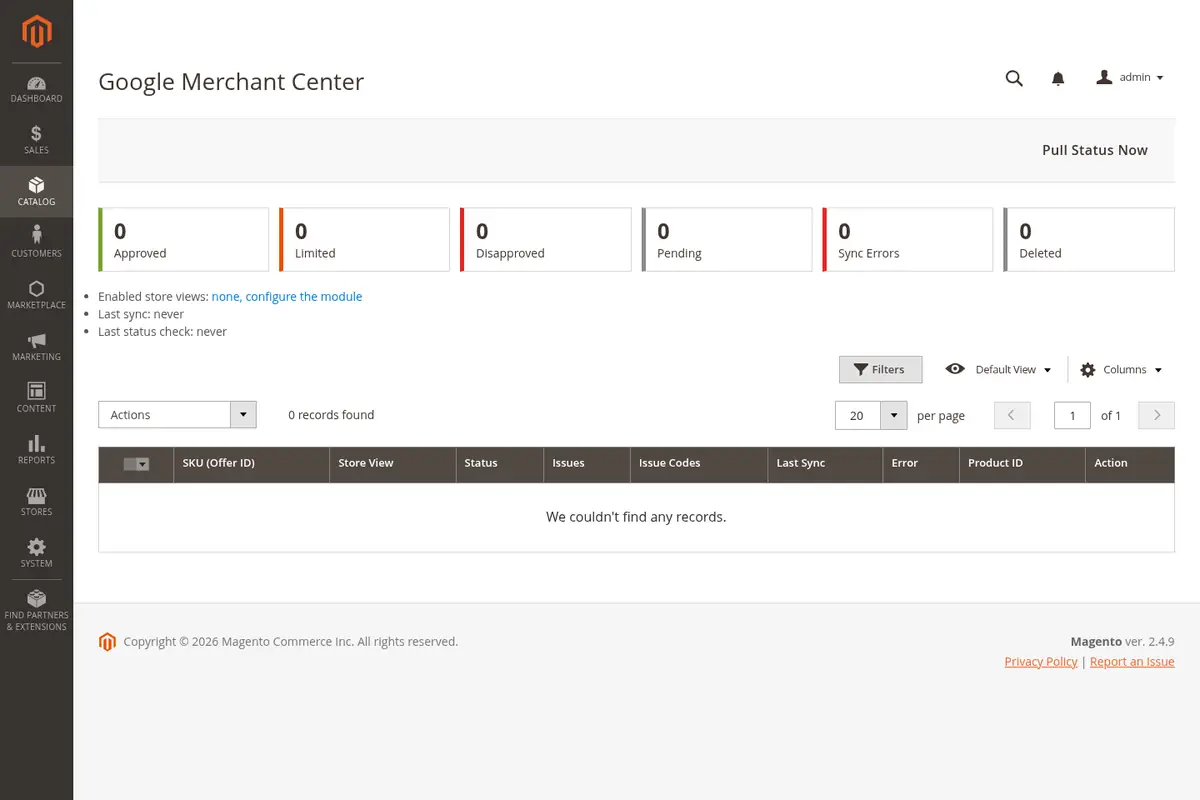 Google Merchant Center
admin
DASHBOARD
SALES
CATALOG
CUSTOMERS
MARKETPLACE
MARKETING
CONTENT
REPORTS
STORES
SYSTEM
FIND PARTNERS
& EXTENSIONS
Pull Status Now
0 0 0 0 0 0
Approved Limited Disapproved Pending Sync Errors Deleted
Enabled store views: none, configure the module
Last sync: never
Last status check: never
Filters Default View Columns
Actions 0 records found 20 per page 1 of 1
SKU (Offer ID) Store View Status Issues Issue Codes Last Sync Error Product ID Action
We couldn't find any records.
Copyright © 2026 Magento Commerce Inc. All rights reserved. Magento ver. 2.4.9
Privacy Policy | Report an Issue